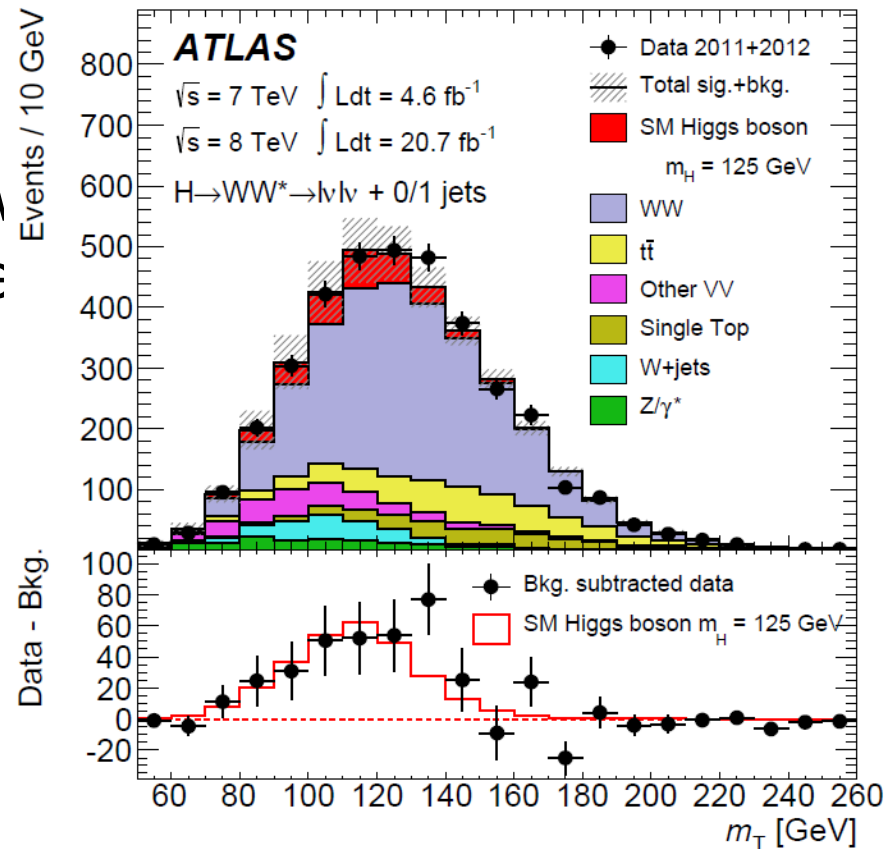 Events / 10 GeV
800
700
600
500
400
300
200
100
ATLAS
√s = 7 TeV ∫ Ldt = 4.6 fb⁻¹
√s = 8 TeV ∫ Ldt = 20.7 fb⁻¹
H→WW*→lνlν + 0/1 jets
Data 2011+2012
Total sig.+bkg.
SM Higgs boson
m_H = 125 GeV
WW
tt̄
Other VV
Single Top
W+jets
Z/γ*
Data - Bkg.
100
80
60
40
20
0
-20
Bkg. subtracted data
SM Higgs boson m_H = 125 GeV
60 80 100 120 140 160 180 200 220 240 260
m_T [GeV]